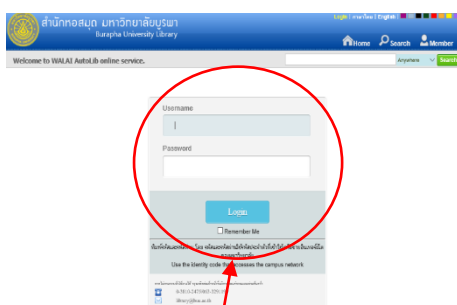 สำนักหอสมุด มหาวิทยาลัยบูรพา
Burapha University Library
Login | ภาษาไทย | English |
Home Search Member
Welcome to WALAI AutoLib online service.
Anywhere Search
Username
Password
Login
Remember Me
Use the identity code that accesses the campus network